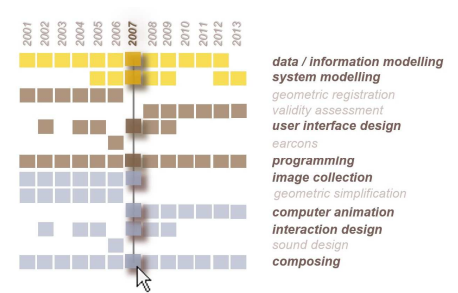 2001 2002 2003 2004 2005 2006 2007 2008 2009 2010 2011 2012 2013
data / information modelling
system modelling
geometric registration
validity assessment
user interface design
earcons
programming
image collection
geometric simplification
computer animation
interaction design
sound design
composing